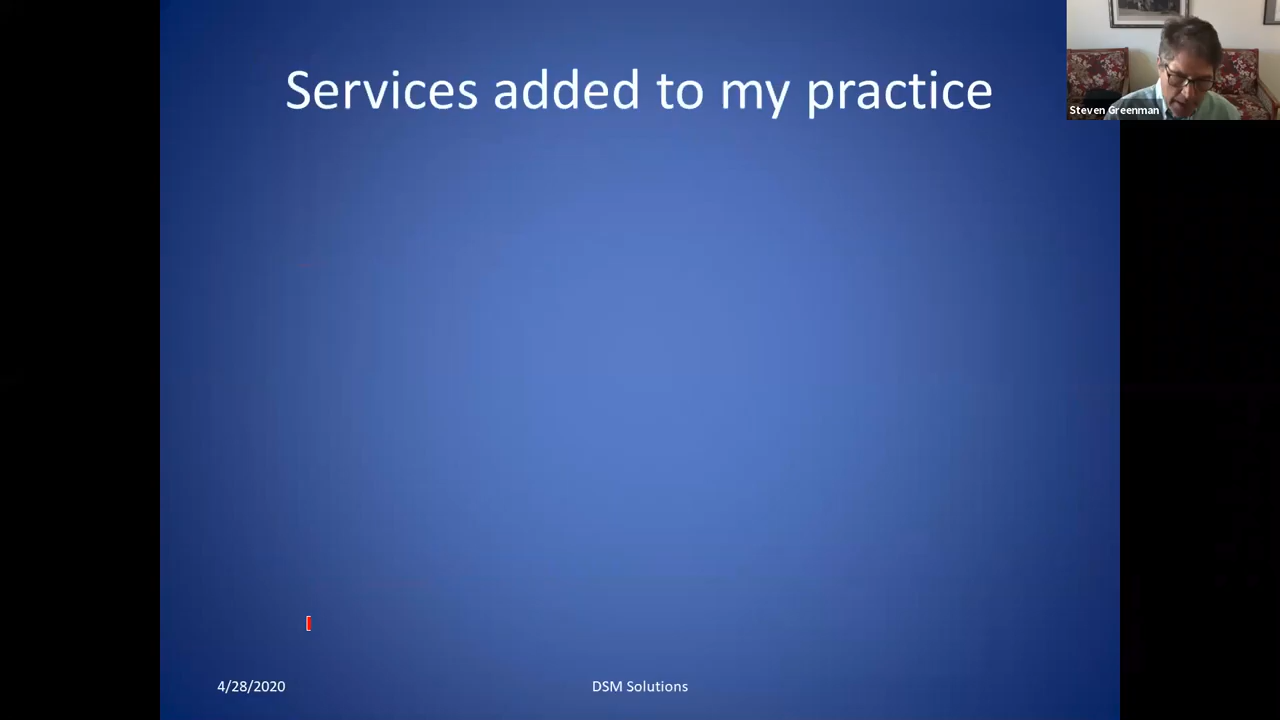 Services added to my practice
Steven Greenman
4/28/2020
DSM Solutions